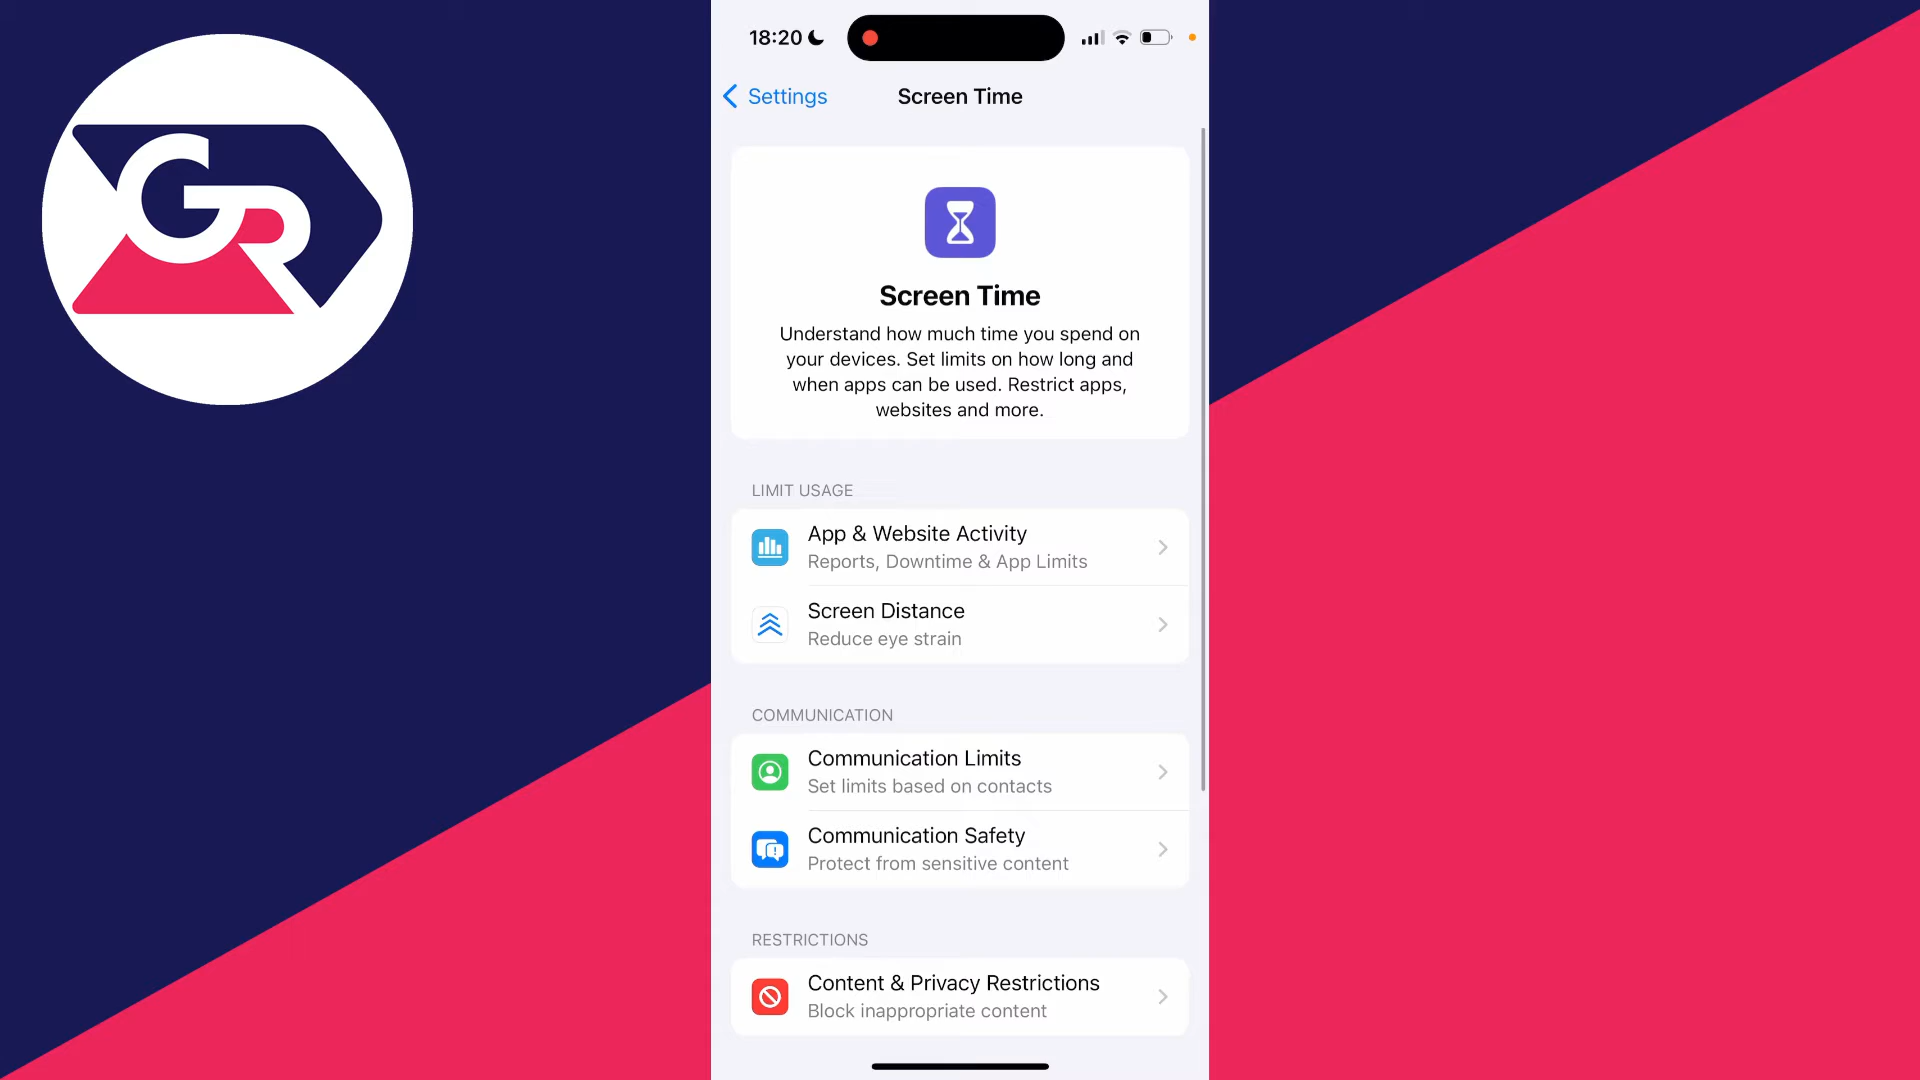 GR
18:20
Settings
Screen Time
Screen Time
Understand how much time you spend on
your devices. Set limits on how long and
when apps can be used. Restrict apps,
websites and more.
LIMIT USAGE
App & Website Activity
Reports, Downtime & App Limits
Screen Distance
Reduce eye strain
COMMUNICATION
Communication Limits
Set limits based on contacts
Communication Safety
Protect from sensitive content
RESTRICTIONS
Content & Privacy Restrictions
Block inappropriate content